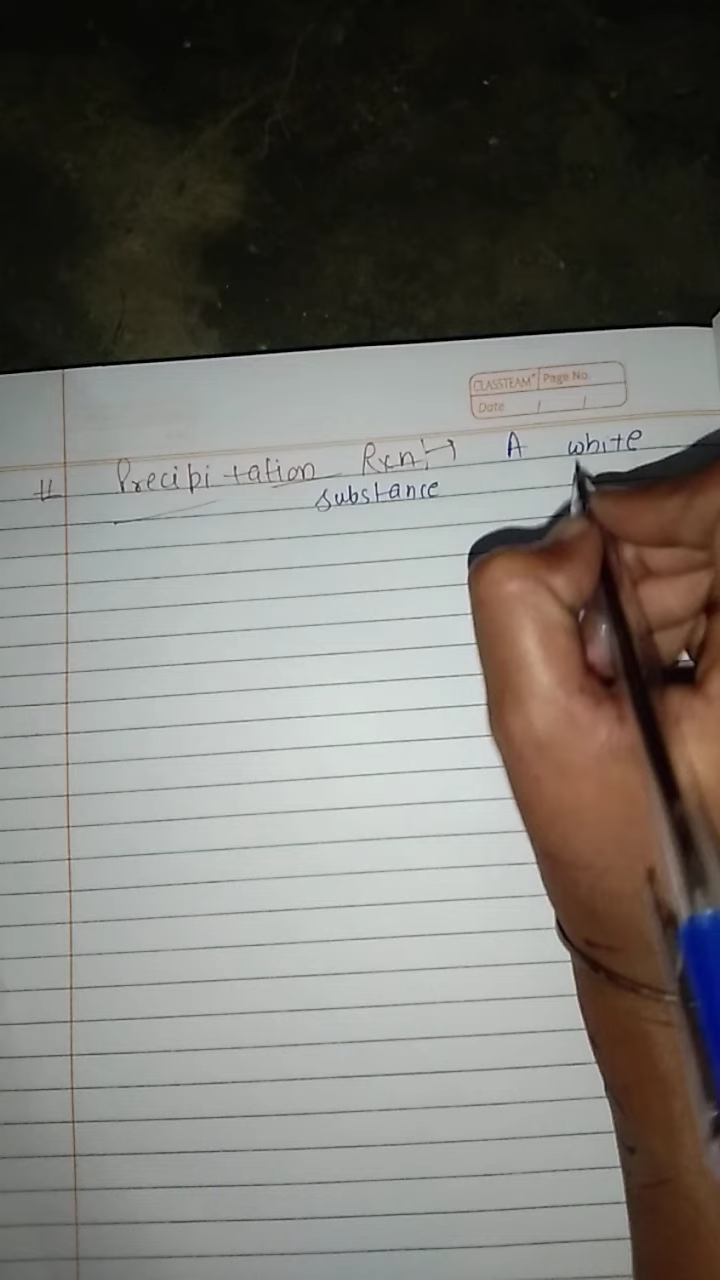 CLASSTEAM Page No.
Date / /
# Precipitation Rxn:→ A white
substance